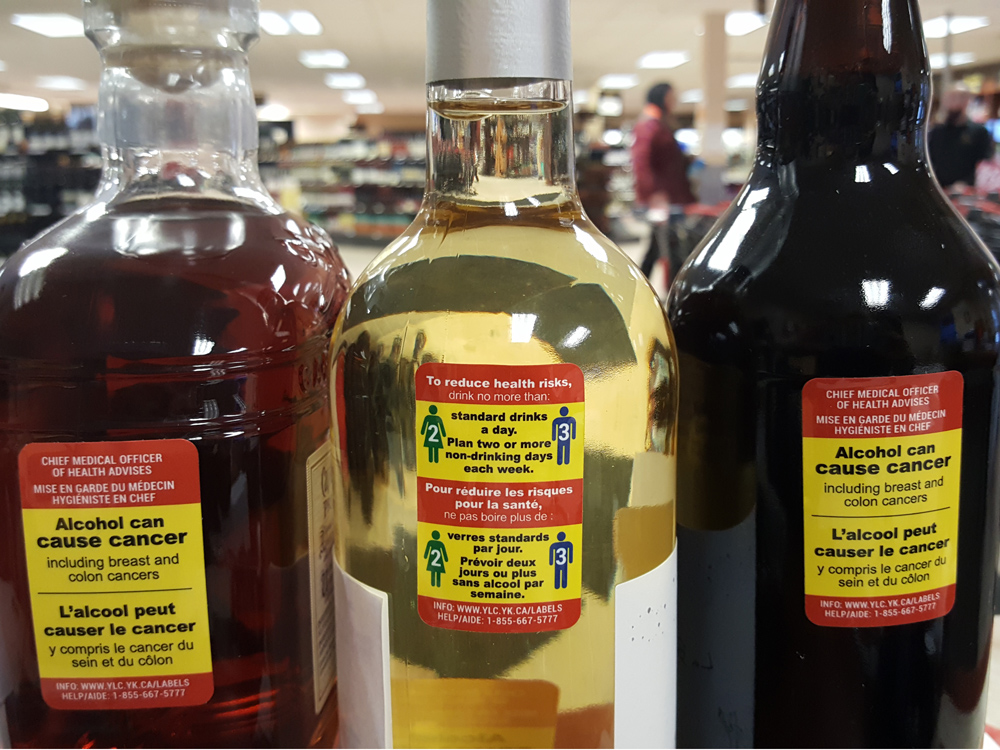 CHIEF MEDICAL OFFICER
OF HEALTH ADVISES
MISE EN GARDE DU MÉDECIN
HYGIÉNISTE EN CHEF
Alcohol can
cause cancer
including breast and
colon cancers
L'alcool peut
causer le cancer
y compris le cancer du
sein et du côlon
INFO: WWW.YLC.YK.CA/LABELS
HELP/AIDE: 1-855-667-5777
To reduce health risks,
drink no more than:
2 standard drinks 3
a day.
Plan two or more
non-drinking days
each week.
Pour réduire les risques
pour la santé,
ne pas boire plus de :
2 verres standards 3
par jour.
Prévoir deux
jours ou plus
sans alcool par
semaine.
INFO: WWW.YLC.YK.CA/LABELS
HELP/AIDE: 1-855-667-5777
CHIEF MEDICAL OFFICER
OF HEALTH ADVISES
MISE EN GARDE DU MÉDECIN
HYGIÉNISTE EN CHEF
Alcohol can
cause cancer
including breast and
colon cancers
L'alcool peut
causer le cancer
y compris le cancer du
sein et du côlon
INFO: WWW.YLC.YK.CA/LABELS
HELP/AIDE: 1-855-667-5777